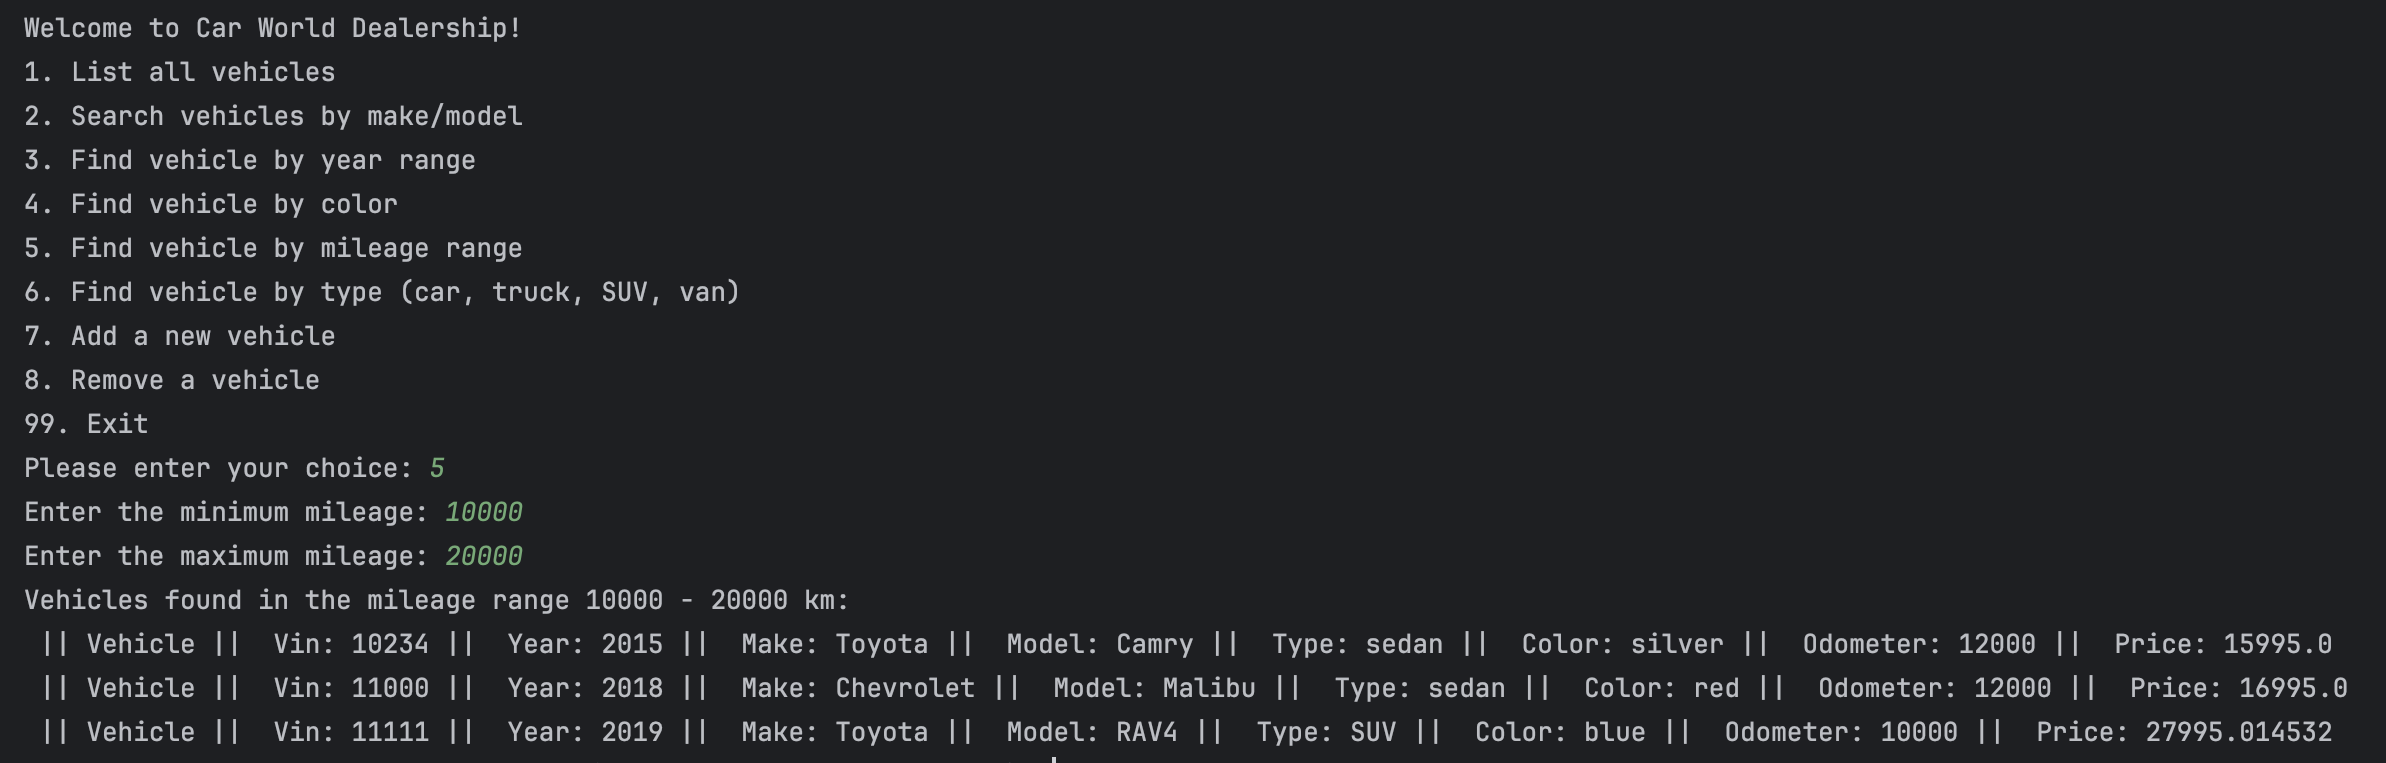 Welcome to Car World Dealership!
1. List all vehicles
2. Search vehicles by make/model
3. Find vehicle by year range
4. Find vehicle by color
5. Find vehicle by mileage range
6. Find vehicle by type (car, truck, SUV, van)
7. Add a new vehicle
8. Remove a vehicle
99. Exit
Please enter your choice: 5
Enter the minimum mileage: 10000
Enter the maximum mileage: 20000
Vehicles found in the mileage range 10000 - 20000 km:
 || Vehicle ||  Vin: 10234 ||  Year: 2015 ||  Make: Toyota ||  Model: Camry ||  Type: sedan ||  Color: silver ||  Odometer: 12000 ||  Price: 15995.0
 || Vehicle ||  Vin: 11000 ||  Year: 2018 ||  Make: Chevrolet ||  Model: Malibu ||  Type: sedan ||  Color: red ||  Odometer: 12000 ||  Price: 16995.0
 || Vehicle ||  Vin: 11111 ||  Year: 2019 ||  Make: Toyota ||  Model: RAV4 ||  Type: SUV ||  Color: blue ||  Odometer: 10000 ||  Price: 27995.014532